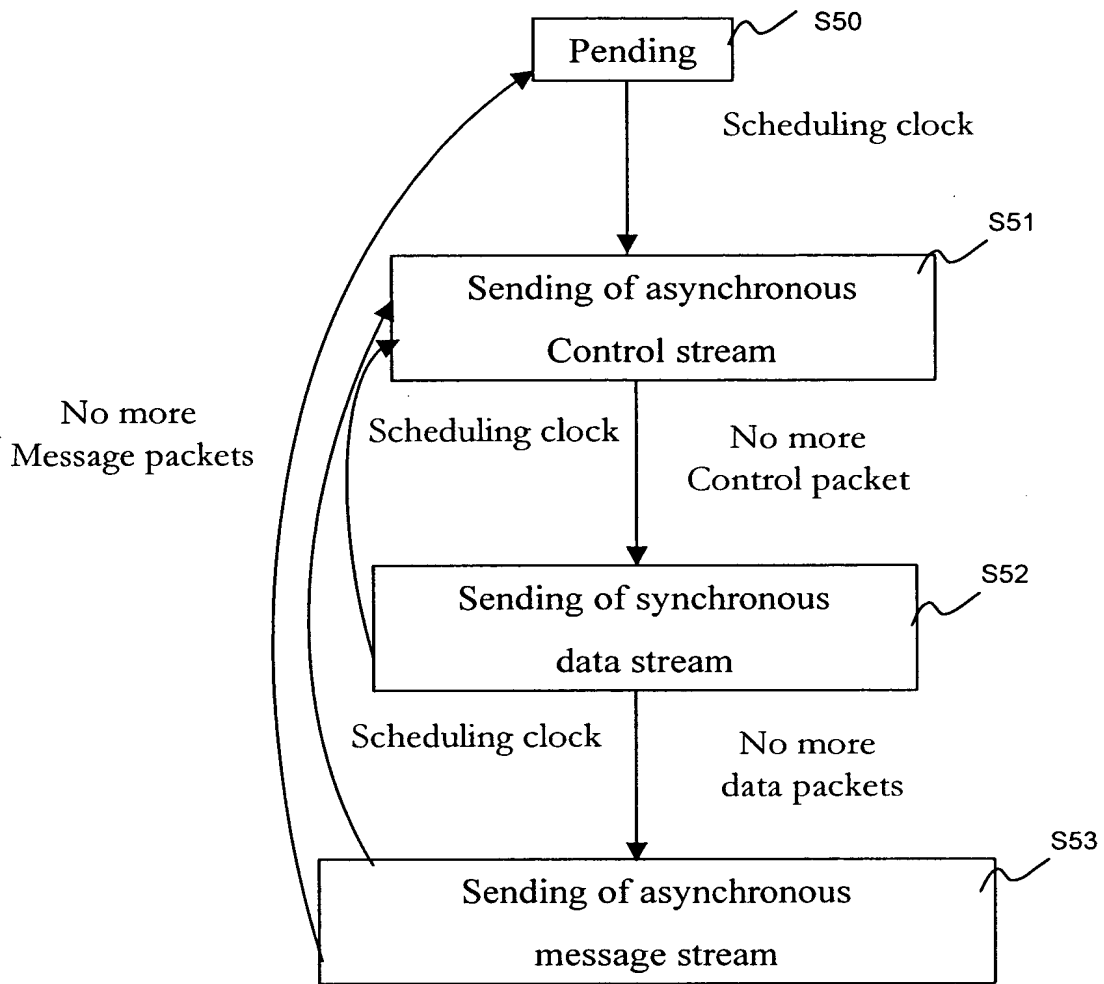 S50
Pending
Scheduling clock
S51
Sending of asynchronous
Control stream
No more
Message packets
Scheduling clock
No more
Control packet
S52
Sending of synchronous
data stream
Scheduling clock
No more
data packets
S53
Sending of asynchronous
message stream